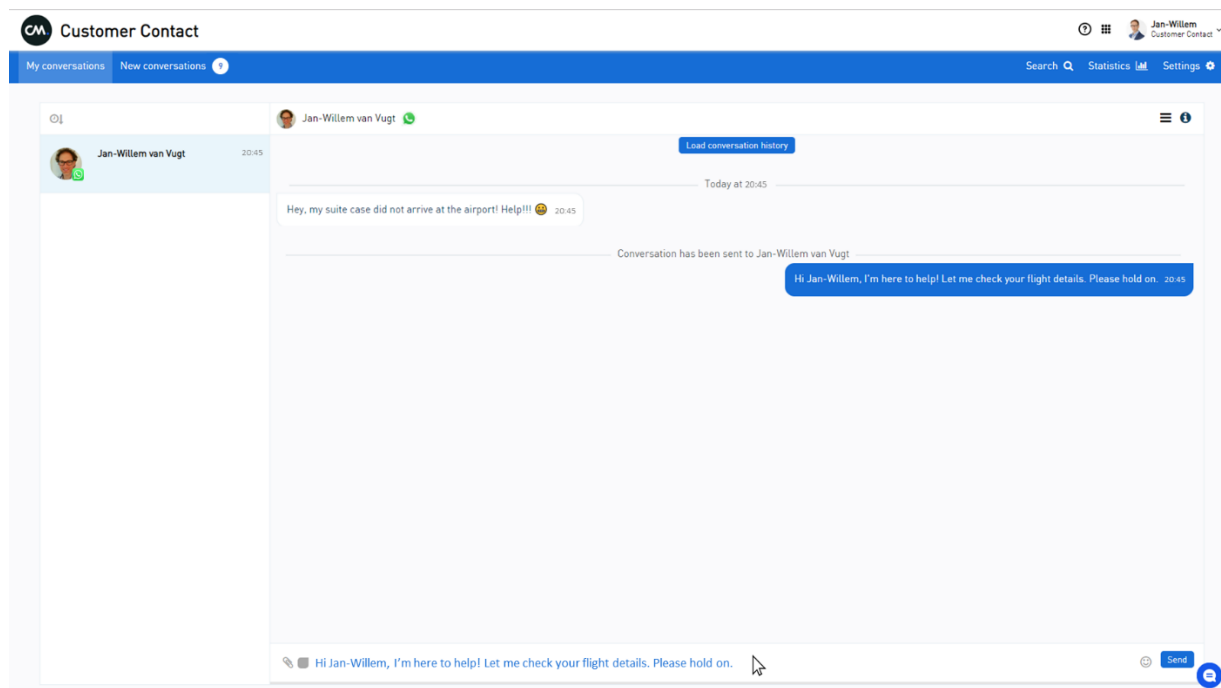 CM.
Customer Contact
Jan-Willem
Customer Contact
My conversations
New conversations 9
Search
Statistics
Settings
Jan-Willem van Vugt
20:45
Jan-Willem van Vugt
Load conversation history
Today at 20:45
Hey, my suite case did not arrive at the airport! Help!!! 😀 20:45
Conversation has been sent to Jan-Willem van Vugt
Hi Jan-Willem, I'm here to help! Let me check your flight details. Please hold on. 20:45
Hi Jan-Willem, I'm here to help! Let me check your flight details. Please hold on.
Send